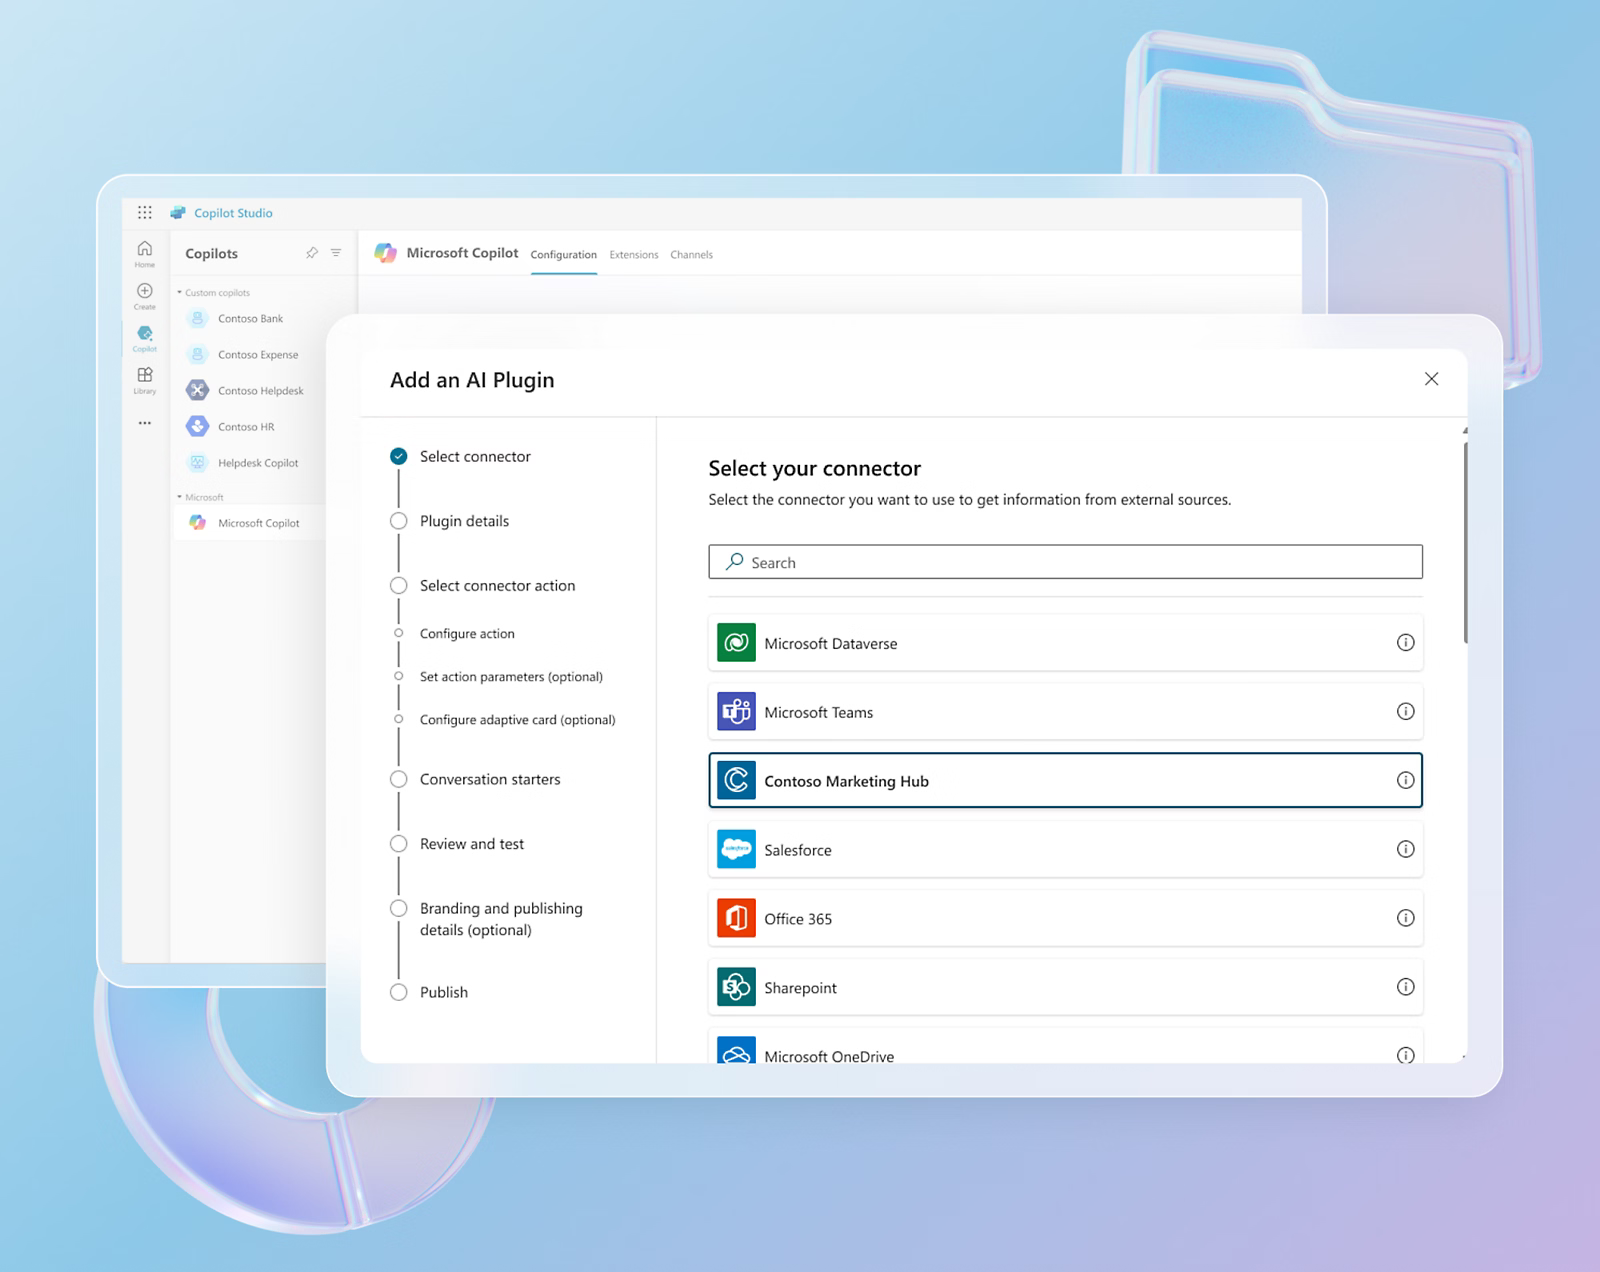 Copilot Studio
Home
Create
Copilot
Library
Copilots
Custom copilots
Contoso Bank
Contoso Expense
Contoso Helpdesk
Contoso HR
Helpdesk Copilot
Microsoft
Microsoft Copilot
Microsoft Copilot Configuration Extensions Channels
Add an AI Plugin
Select connector
Plugin details
Select connector action
Configure action
Set action parameters (optional)
Configure adaptive card (optional)
Conversation starters
Review and test
Branding and publishing
details (optional)
Publish
Select your connector
Select the connector you want to use to get information from external sources.
Search
Microsoft Dataverse
Microsoft Teams
Contoso Marketing Hub
salesforce
Salesforce
Office 365
Sharepoint
Microsoft OneDrive